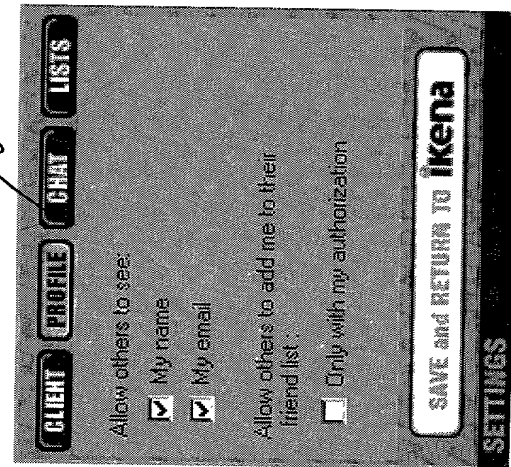 CLIENT PROFILE CHAT LISTS
Allow others to see:
My name
My email
Allow others to add me to their
friend list :
Only with my authorization
SAVE and RETURN TO ikena
SETTINGS